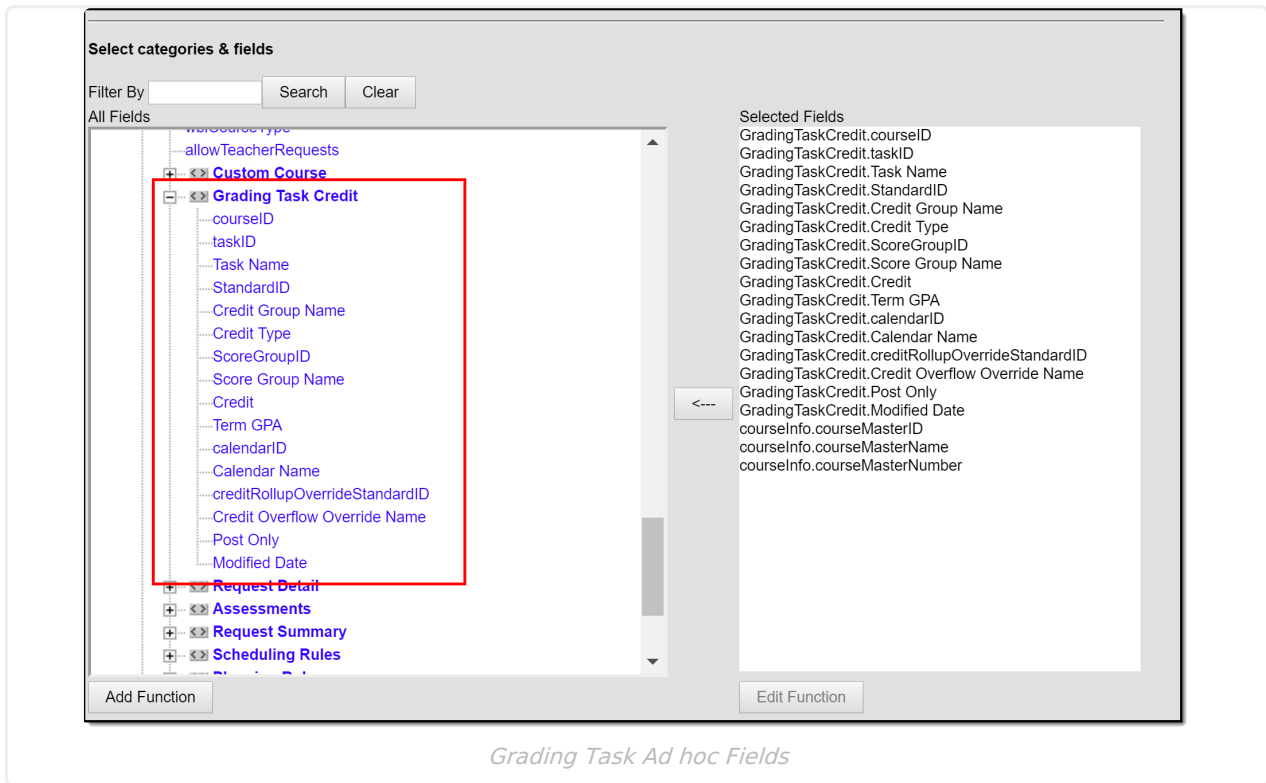 Select categories & fields
Filter By
Search
Clear
All Fields
allowTeacherRequests
Custom Course
Grading Task Credit
courseID
taskID
Task Name
StandardID
Credit Group Name
Credit Type
ScoreGroupID
Score Group Name
Credit
Term GPA
calendarID
Calendar Name
creditRollupOverrideStandardID
Credit Overflow Override Name
Post Only
Modified Date
Request Detail
Assessments
Request Summary
Scheduling Rules
Add Function
<---
Selected Fields
GradingTaskCredit.courseID
GradingTaskCredit.taskID
GradingTaskCredit.Task Name
GradingTaskCredit.StandardID
GradingTaskCredit.Credit Group Name
GradingTaskCredit.Credit Type
GradingTaskCredit.ScoreGroupID
GradingTaskCredit.Score Group Name
GradingTaskCredit.Credit
GradingTaskCredit.Term GPA
GradingTaskCredit.calendarID
GradingTaskCredit.Calendar Name
GradingTaskCredit.creditRollupOverrideStandardID
GradingTaskCredit.Credit Overflow Override Name
GradingTaskCredit.Post Only
GradingTaskCredit.Modified Date
courseInfo.courseMasterID
courseInfo.courseMasterName
courseInfo.courseMasterNumber
Edit Function
Grading Task Ad hoc Fields